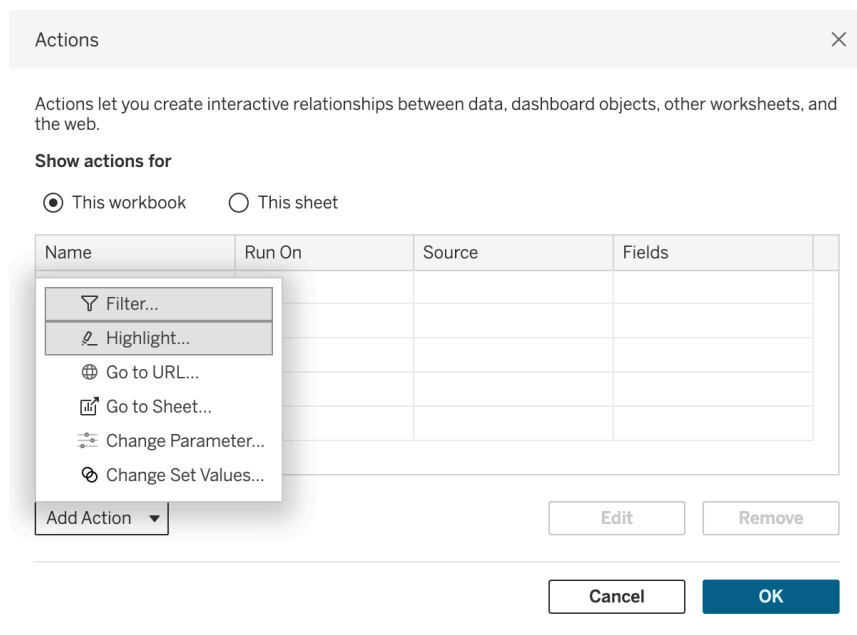 Actions
Actions let you create interactive relationships between data, dashboard objects, other worksheets, and
the web.
Show actions for
This workbook
This sheet
Name
Run On
Source
Fields
Filter...
Highlight...
Go to URL...
Go to Sheet...
Change Parameter...
Change Set Values...
Add Action
Edit
Remove
Cancel
OK